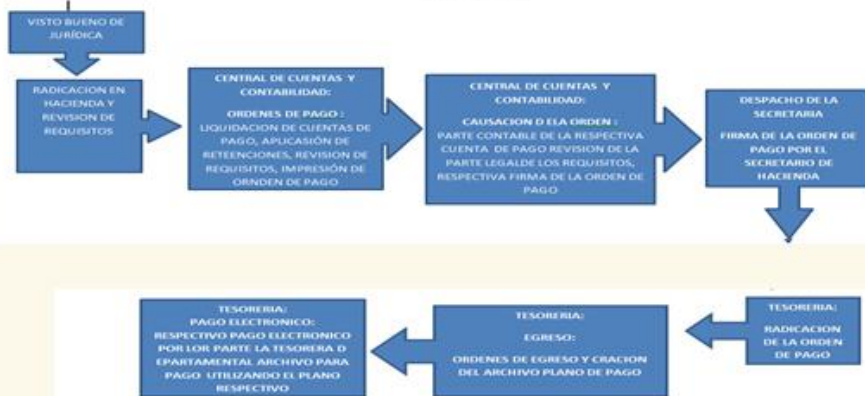 VISTO BUENO DE
JURÍDICA
RADICACION EN
HACIENDA Y
REVISION DE
REQUISITOS
CENTRAL DE CUENTAS Y
CONTABILIDAD:
ORDENES DE PAGO :
LIQUIDACION DE CUENTAS DE
PAGO, APLICASIÓN DE
RETEENCIONES, REVISION DE
REQUISITOS, IMPRESIÓN DE
ORNDEN DE PAGO
CENTRAL DE CUENTAS Y
CONTABILIDAD:
CAUSACION D ELA ORDEN :
PARTE CONTABLE DE LA RESPECTIVA
CUENTA DE PAGO REVISION DE LA
PARTE LEGALDE LOS REQUISITOS,
RESPECTIVA FIRMA DE LA ORDEN DE
PAGO
DESPACHO DE LA
SECRETARIA
FIRMA DE LA ORDEN DE
PAGO POR EL
SECRETARIO DE
HACIENDA
TESORERIA:
RADICACION
DE LA ORDEN
DE PAGO
TESORERIA:
EGRESO:
ORDENES DE EGRESO Y CRACION
DEL ARCHIVO PLANO DE PAGO
TESORERIA:
PAGO ELECTRONICO:
RESPECTIVO PAGO ELECTRONICO
POR LOR PARTE LA TESORERA D
EPARTAMENTAL ARCHIVO PARA
PAGO UTILIZANDO EL PLANO
RESPECTIVO